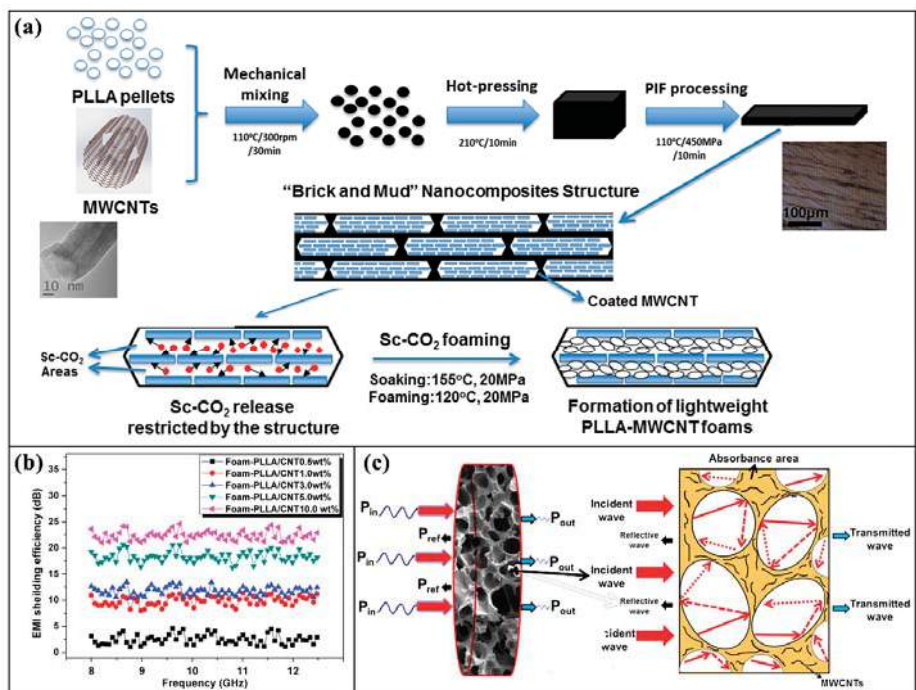 (a)
PLLA pellets
MWCNTs
10 nm
Mechanical
mixing
110°C/300rpm
/30min
Hot-pressing
210°C/10min
PIF processing
110°C/450MPa
/10min
100μm
"Brick and Mud" Nanocomposites Structure
Coated MWCNT
Sc-CO2
Areas
Sc-CO2 release
restricted by the structure
Sc-CO2 foaming
Soaking:155°C, 20MPa
Foaming:120°C, 20MPa
Formation of lightweight
PLLA-MWCNT foams
(b)
EMI sheilding efficiency (dB)
35
30
25
20
15
10
5
0
Foam-PLLA/CNT0.5wt%
Foam-PLLA/CNT1.0wt%
Foam-PLLA/CNT3.0wt%
Foam-PLLA/CNT5.0wt%
Foam-PLLA/CNT10.0 wt%
8 9 10 11 12 13
Frequency (GHz)
(c)
Pin
Pref
Pin
Pref
Pin
Pout
Pout
Pout
Absorbance area
Incident
wave
Reflective
wave
Incident
wave
Reflective
wave
Incident
wave
Transmitted
wave
Transmitted
wave
MWCNTs